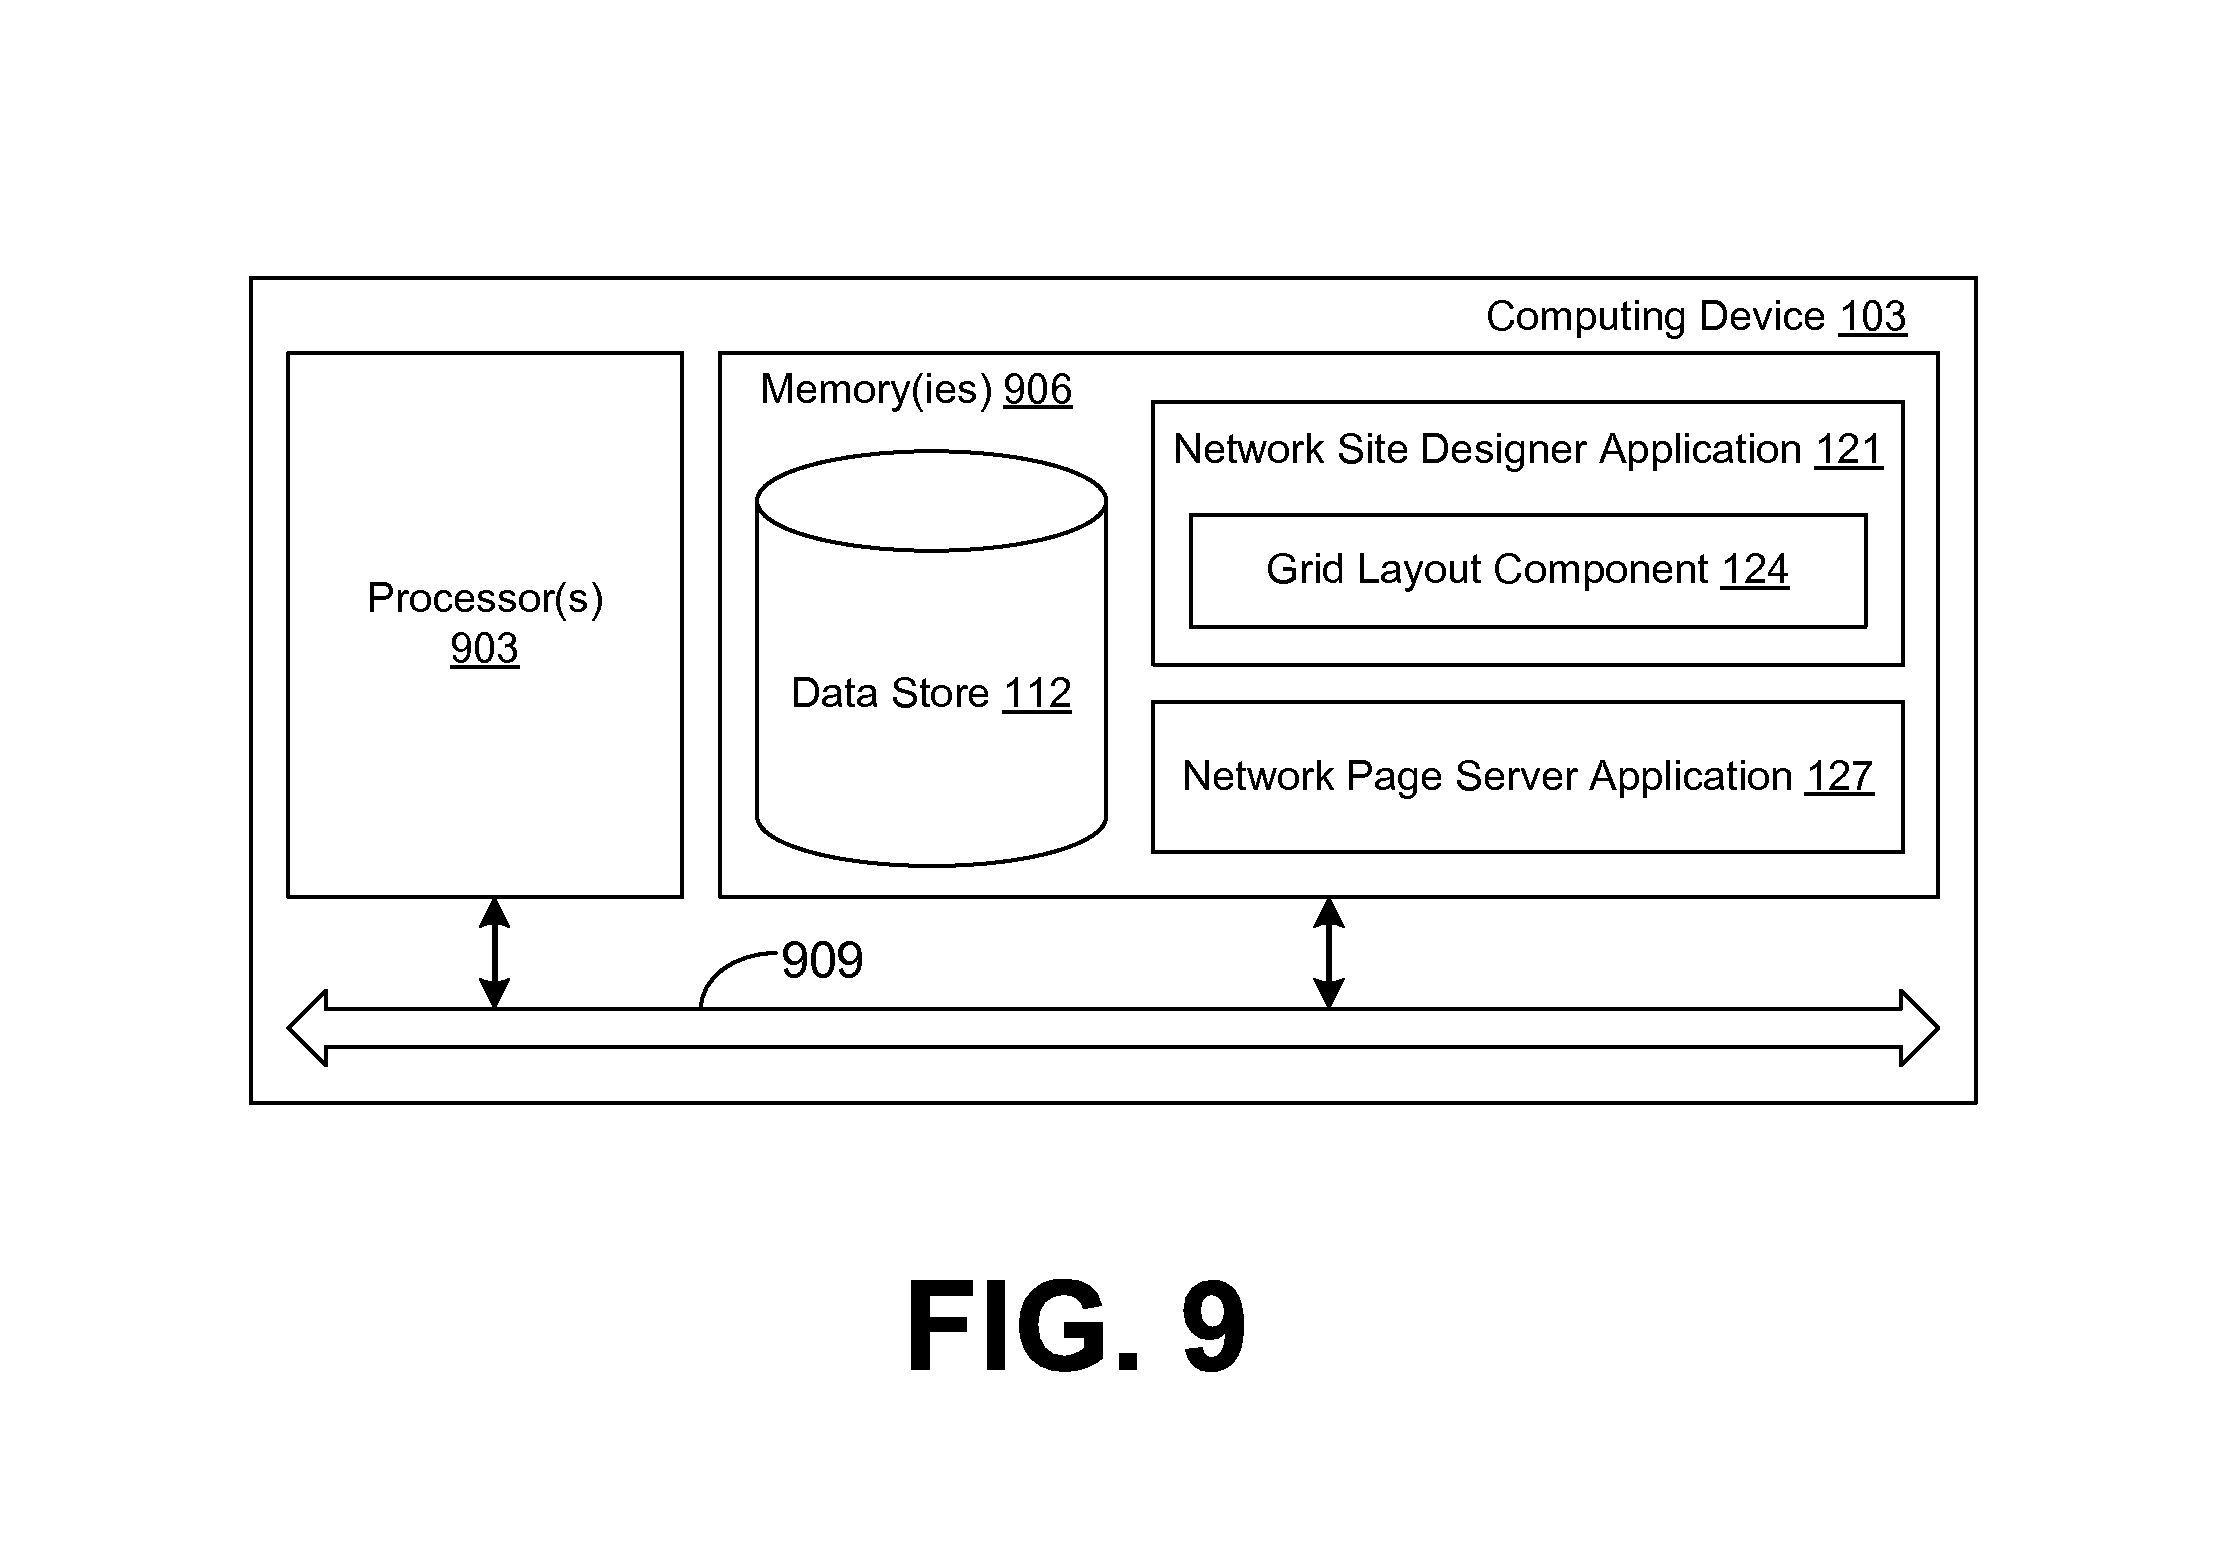 Computing Device 103
Processor(s)
903
Memory(ies) 906
Data Store 112
Network Site Designer Application 121
Grid Layout Component 124
Network Page Server Application 127
909
FIG. 9